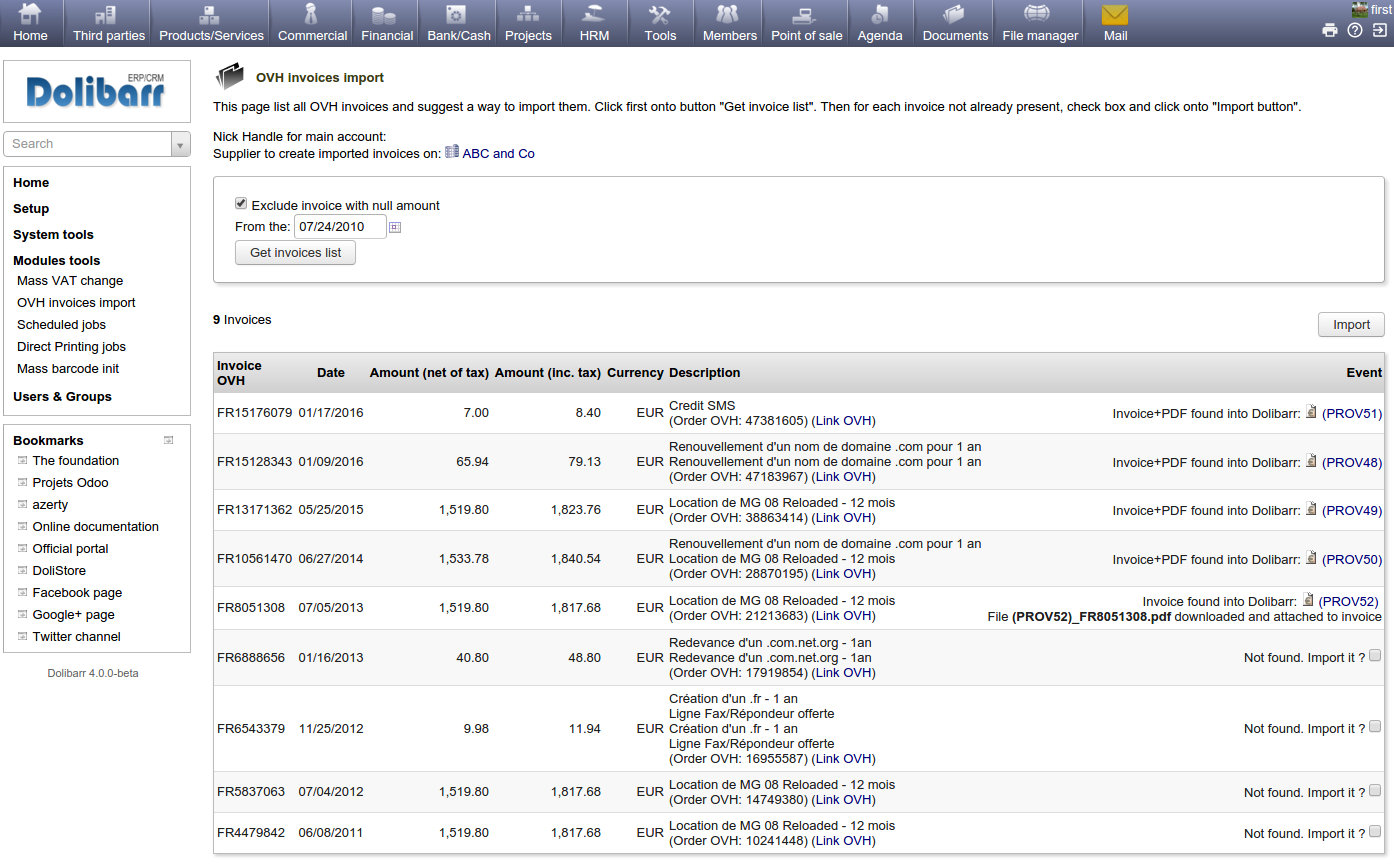 Home Third parties Products/Services Commercial Financial Bank/Cash Projects HRM Tools Members Point of sale Agenda Documents File manager Mail first
Dolibarr ERP/CRM
Search
Home
Setup
System tools
Modules tools
Mass VAT change
OVH invoices import
Scheduled jobs
Direct Printing jobs
Mass barcode init
Users & Groups
Bookmarks
The foundation
Projets Odoo
azerty
Online documentation
Official portal
DoliStore
Facebook page
Google+ page
Twitter channel
Dolibarr 4.0.0-beta
OVH invoices import
This page list all OVH invoices and suggest a way to import them. Click first onto button "Get invoice list". Then for each invoice not already present, check box and click onto "Import button".
Nick Handle for main account:
Supplier to create imported invoices on: ABC and Co
Exclude invoice with null amount
From the: 07/24/2010
Get invoices list
9 Invoices
Import
Invoice OVH Date Amount (net of tax) Amount (inc. tax) Currency Description Event
FR15176079 01/17/2016 7.00 8.40 EUR Credit SMS
(Order OVH: 47381605) (Link OVH) Invoice+PDF found into Dolibarr: (PROV51)
FR15128343 01/09/2016 65.94 79.13 EUR Renouvellement d'un nom de domaine .com pour 1 an
Renouvellement d'un nom de domaine .com pour 1 an
(Order OVH: 47183967) (Link OVH) Invoice+PDF found into Dolibarr: (PROV48)
FR13171362 05/25/2015 1,519.80 1,823.76 EUR Location de MG 08 Reloaded - 12 mois
(Order OVH: 38863414) (Link OVH) Invoice+PDF found into Dolibarr: (PROV49)
FR10561470 06/27/2014 1,533.78 1,840.54 EUR Renouvellement d'un nom de domaine .com pour 1 an
Location de MG 08 Reloaded - 12 mois
(Order OVH: 28870195) (Link OVH) Invoice+PDF found into Dolibarr: (PROV50)
FR8051308 07/05/2013 1,519.80 1,817.68 EUR Location de MG 08 Reloaded - 12 mois
(Order OVH: 21213683) (Link OVH) Invoice found into Dolibarr: (PROV52)
File (PROV52)_FR8051308.pdf downloaded and attached to invoice
FR6888656 01/16/2013 40.80 48.80 EUR Redevance d'un .com.net.org - 1an
Redevance d'un .com.net.org - 1an
(Order OVH: 17919854) (Link OVH) Not found. Import it ?
FR6543379 11/25/2012 9.98 11.94 EUR Création d'un .fr - 1 an
Ligne Fax/Répondeur offerte
Création d'un .fr - 1 an
Ligne Fax/Répondeur offerte
(Order OVH: 16955587) (Link OVH) Not found. Import it ?
FR5837063 07/04/2012 1,519.80 1,817.68 EUR Location de MG 08 Reloaded - 12 mois
(Order OVH: 14749380) (Link OVH) Not found. Import it ?
FR4479842 06/08/2011 1,519.80 1,817.68 EUR Location de MG 08 Reloaded - 12 mois
(Order OVH: 10241448) (Link OVH) Not found. Import it ?